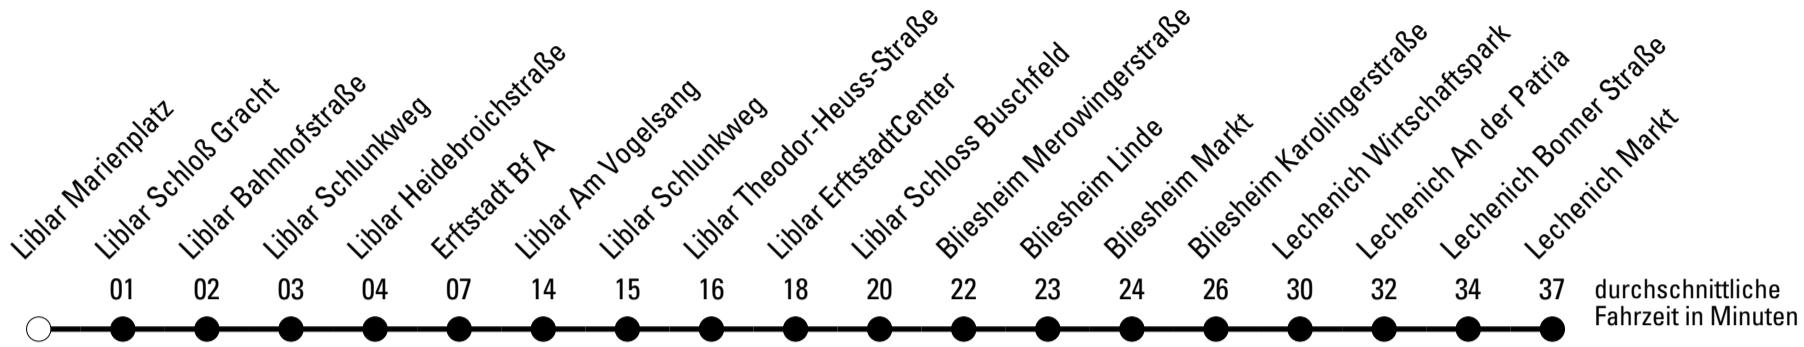 Liblar Marienplatz
Liblar Schloß Gracht
Liblar Bahnhofstraße
Liblar Schlunkweg
Liblar Heidebroichstraße
Erftstadt Bf A
Liblar Am Vogelsang
Liblar Schlunkweg
Liblar Theodor-Heuss-Straße
Liblar ErftstadtCenter
Liblar Schloss Buschfeld
Bliesheim Merowingerstraße
Bliesheim Linde
Bliesheim Markt
Bliesheim Karolingerstraße
Lechenich Wirtschaftspark
Lechenich An der Patria
Lechenich Bonner Straße
Lechenich Markt
01 02 03 04 07 14 15 16 18 20 22 23 24 26 30 32 34 37 durchschnittliche
Fahrzeit in Minuten